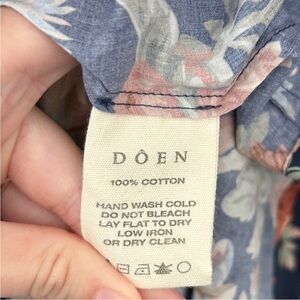 DÔEN
100% COTTON
HAND WASH COLD
DO NOT BLEACH
LAY FLAT TO DRY
LOW IRON
OR DRY CLEAN